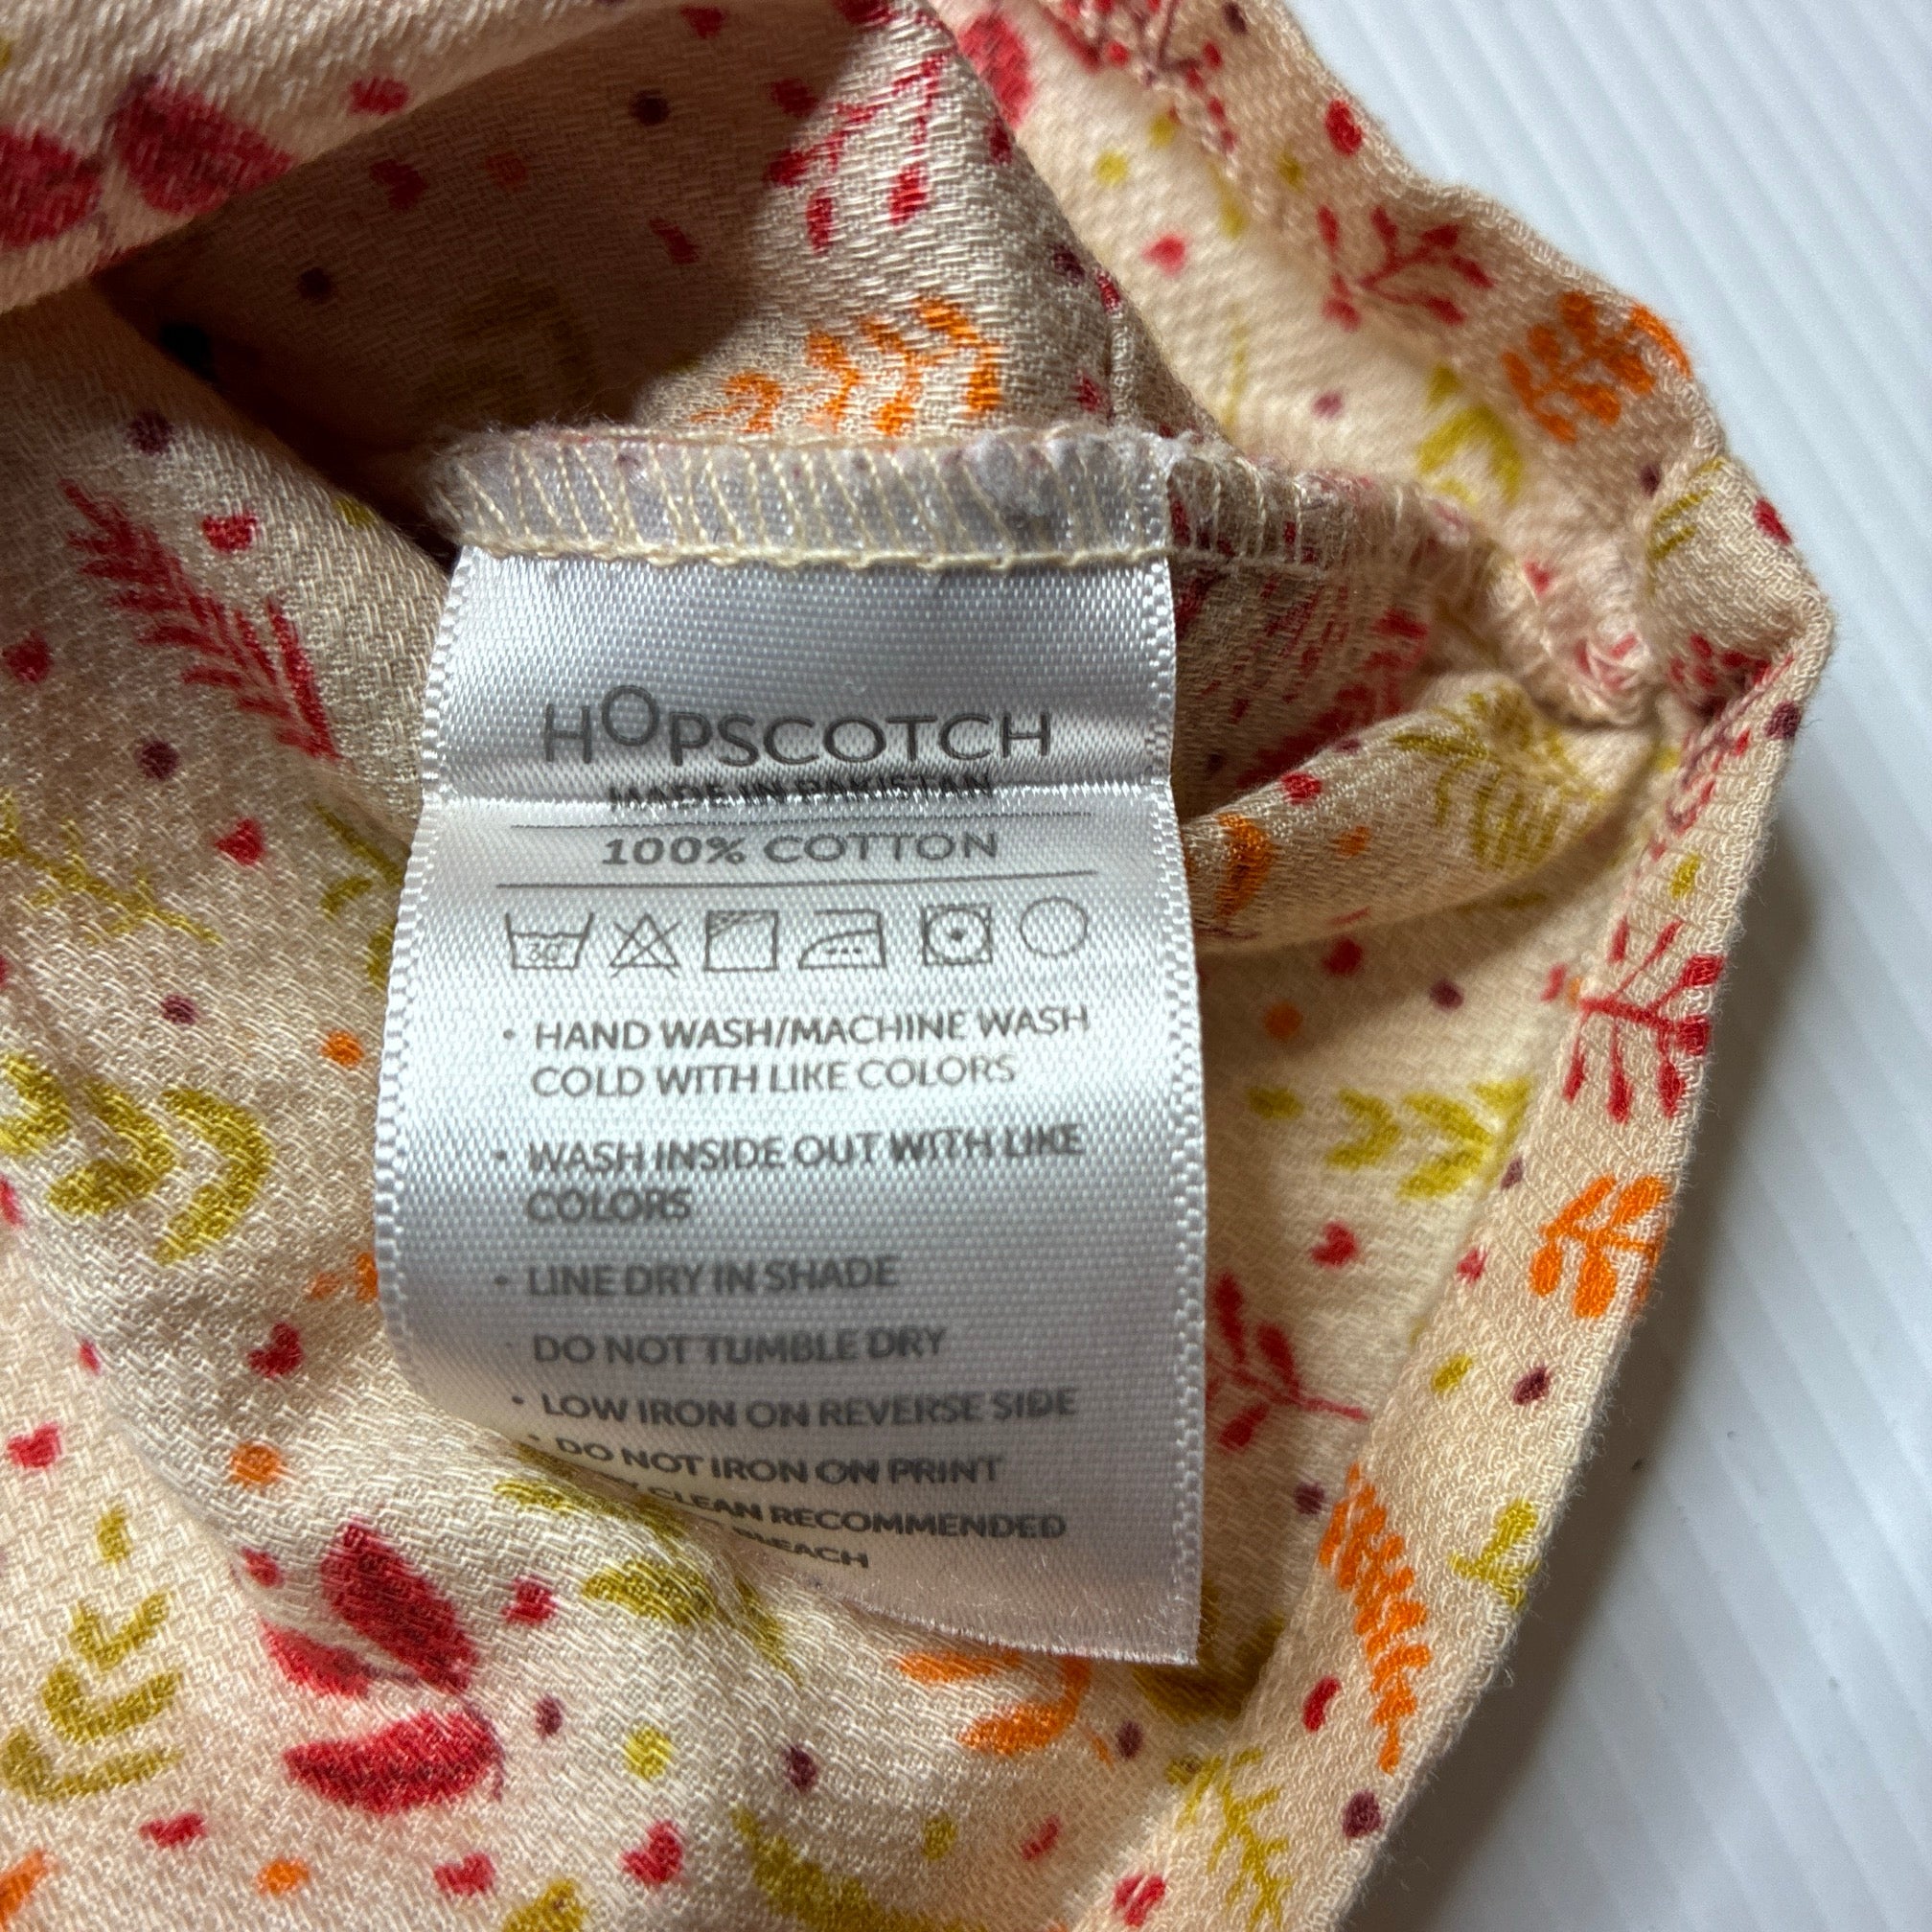 HOPSCOTCH
MADE IN PAKISTAN
100% COTTON
30°
• HAND WASH/MACHINE WASH
COLD WITH LIKE COLORS
• WASH INSIDE OUT WITH LIKE
COLORS
• LINE DRY IN SHADE
DO NOT TUMBLE DRY
• LOW IRON ON REVERSE SIDE
• DO NOT IRON ON PRINT
CLEAN RECOMMENDED
BLEACH